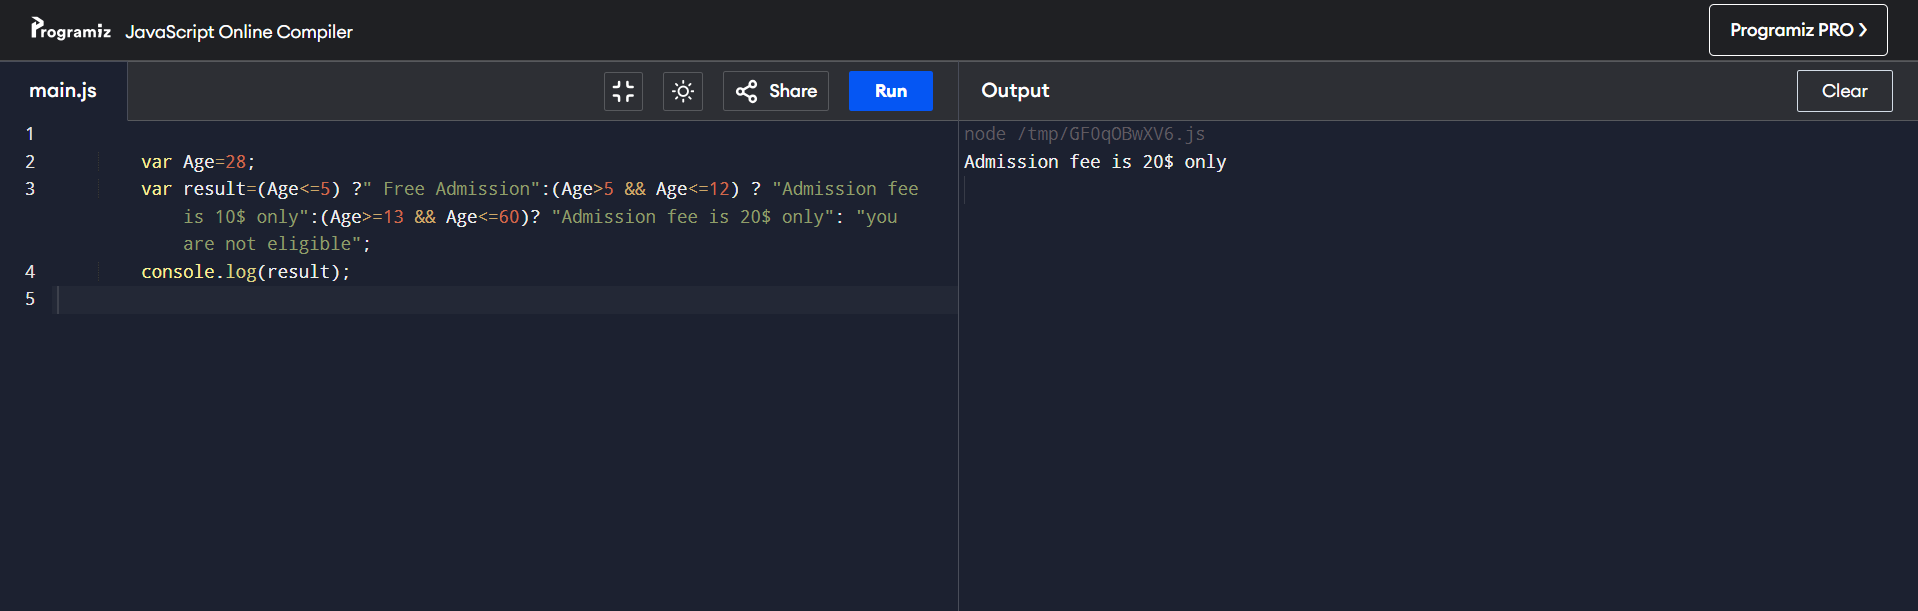 Programiz JavaScript Online Compiler
Programiz PRO ❯
main.js
Share
Run
Output
Clear
1
2 var Age=28;
3 var result=(Age<=5) ?" Free Admission":(Age>5 && Age<=12) ? "Admission fee
is 10$ only":(Age>=13 && Age<=60)? "Admission fee is 20$ only": "you
are not eligible";
4 console.log(result);
5
node /tmp/GF0qOBwXV6.js
Admission fee is 20$ only